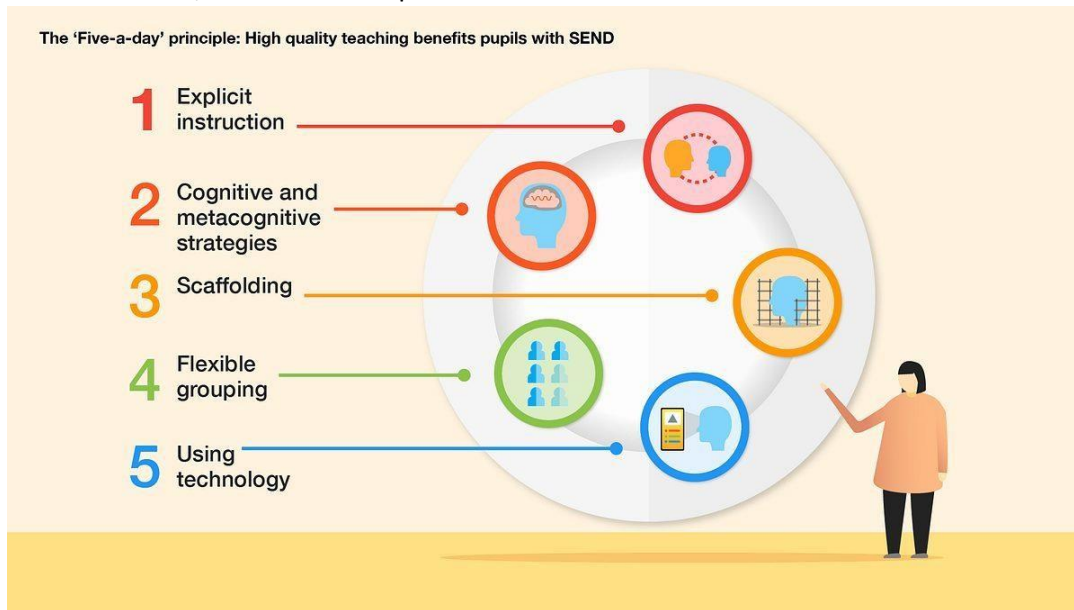 The ‘Five-a-day’ principle: High quality teaching benefits pupils with SEND
1 Explicit
instruction
2 Cognitive and
metacognitive
strategies
3 Scaffolding
4 Flexible
grouping
5 Using
technology